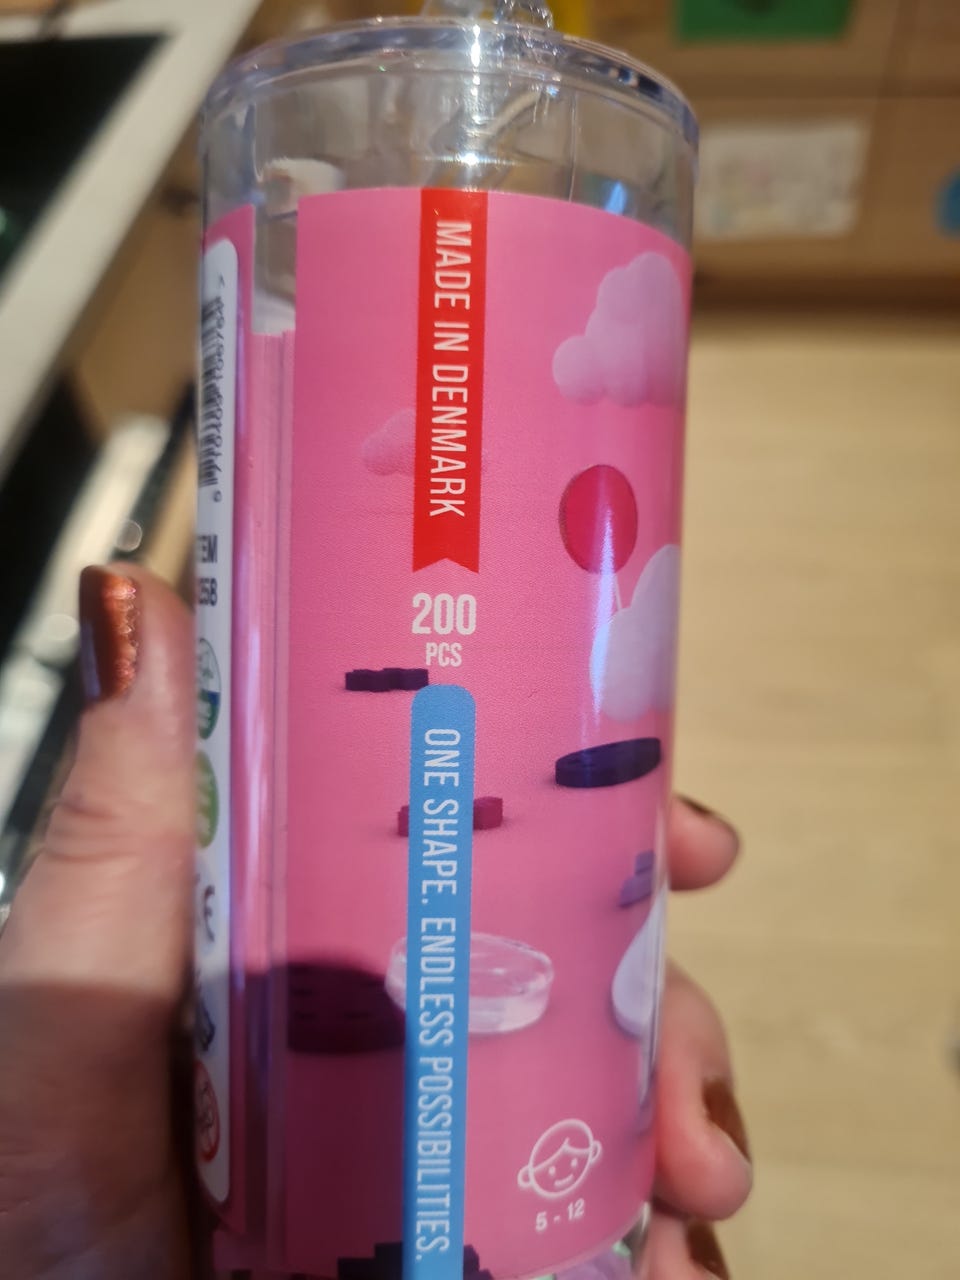 MADE IN DENMARK
200
PCS
ONE SHAPE. ENDLESS POSSIBILITIES.
5 - 12